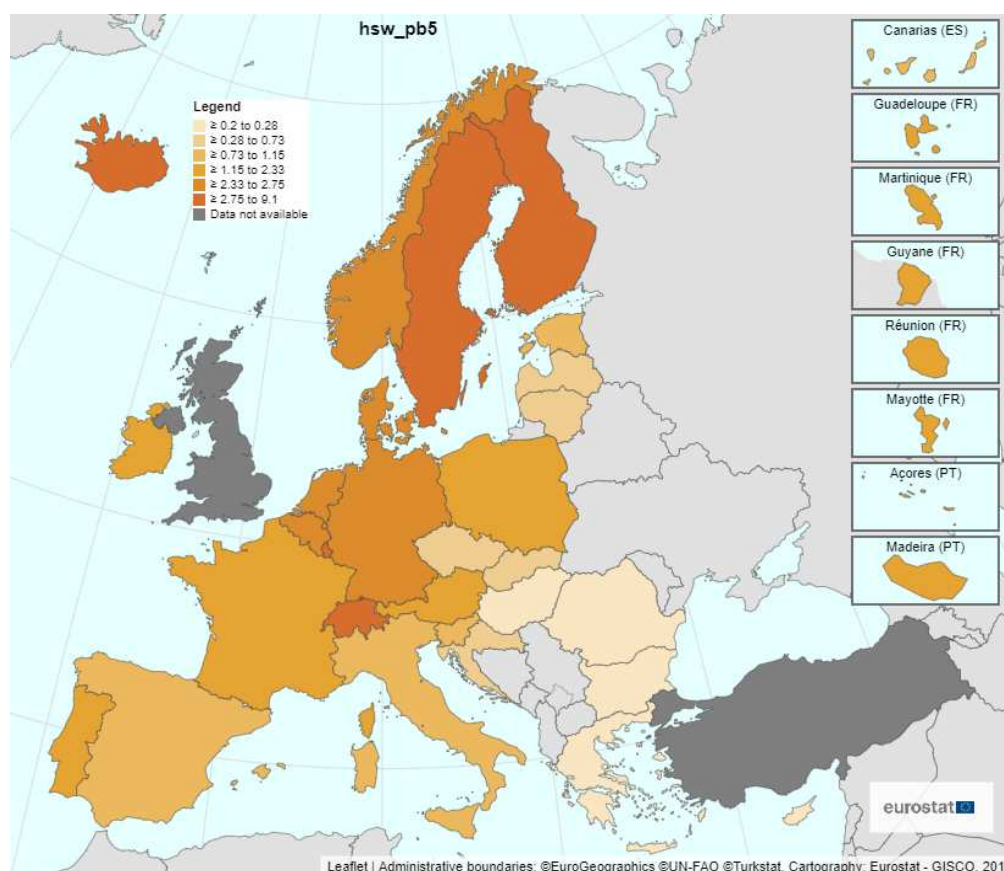 hsw_pb5
Legend
≥ 0.2 to 0.28
≥ 0.28 to 0.73
≥ 0.73 to 1.15
≥ 1.15 to 2.33
≥ 2.33 to 2.75
≥ 2.75 to 9.1
Data not available
Canarias (ES)
Guadeloupe (FR)
Martinique (FR)
Guyane (FR)
Réunion (FR)
Mayotte (FR)
Açores (PT)
Madeira (PT)
eurostat
Leaflet | Administrative boundaries: ©EuroGeographics ©UN-FAO ©Turkstat, Cartography: Eurostat - GISCO, 201